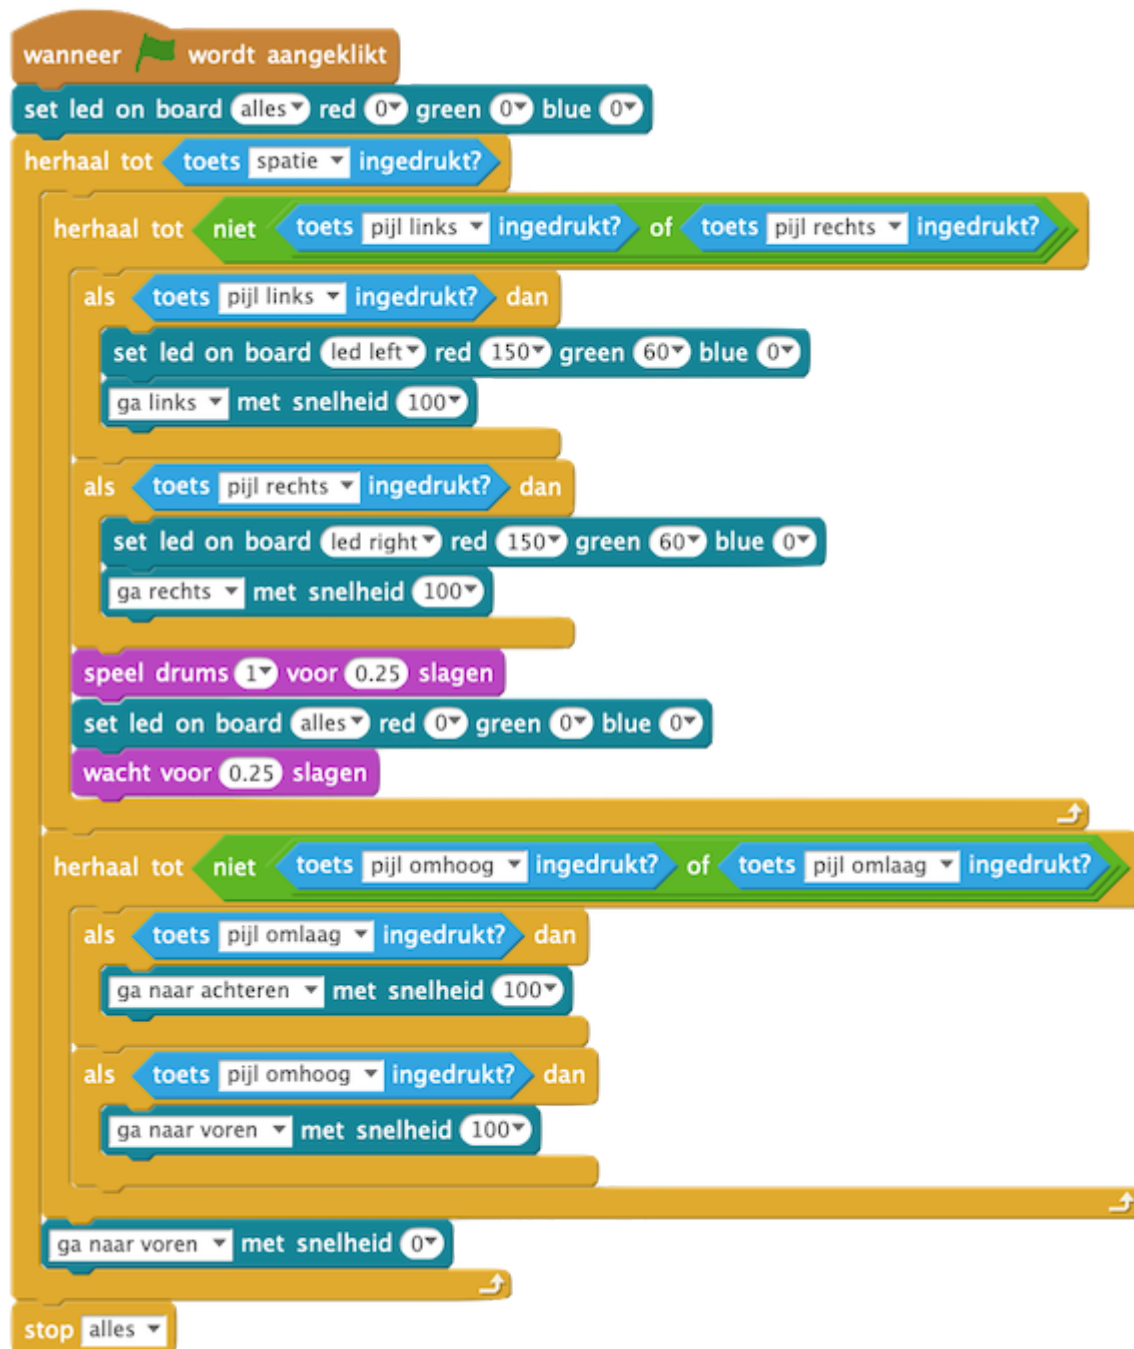 wanneer wordt aangeklikt
set led on board alles red 0 green 0 blue 0
herhaal tot toets spatie ingedrukt?
herhaal tot niet toets pijl links ingedrukt? of toets pijl rechts ingedrukt?
als toets pijl links ingedrukt? dan
set led on board led left red 150 green 60 blue 0
ga links met snelheid 100
als toets pijl rechts ingedrukt? dan
set led on board led right red 150 green 60 blue 0
ga rechts met snelheid 100
speel drums 1 voor 0.25 slagen
set led on board alles red 0 green 0 blue 0
wacht voor 0.25 slagen
herhaal tot niet toets pijl omhoog ingedrukt? of toets pijl omlaag ingedrukt?
als toets pijl omlaag ingedrukt? dan
ga naar achteren met snelheid 100
als toets pijl omhoog ingedrukt? dan
ga naar voren met snelheid 100
ga naar voren met snelheid 0
stop alles